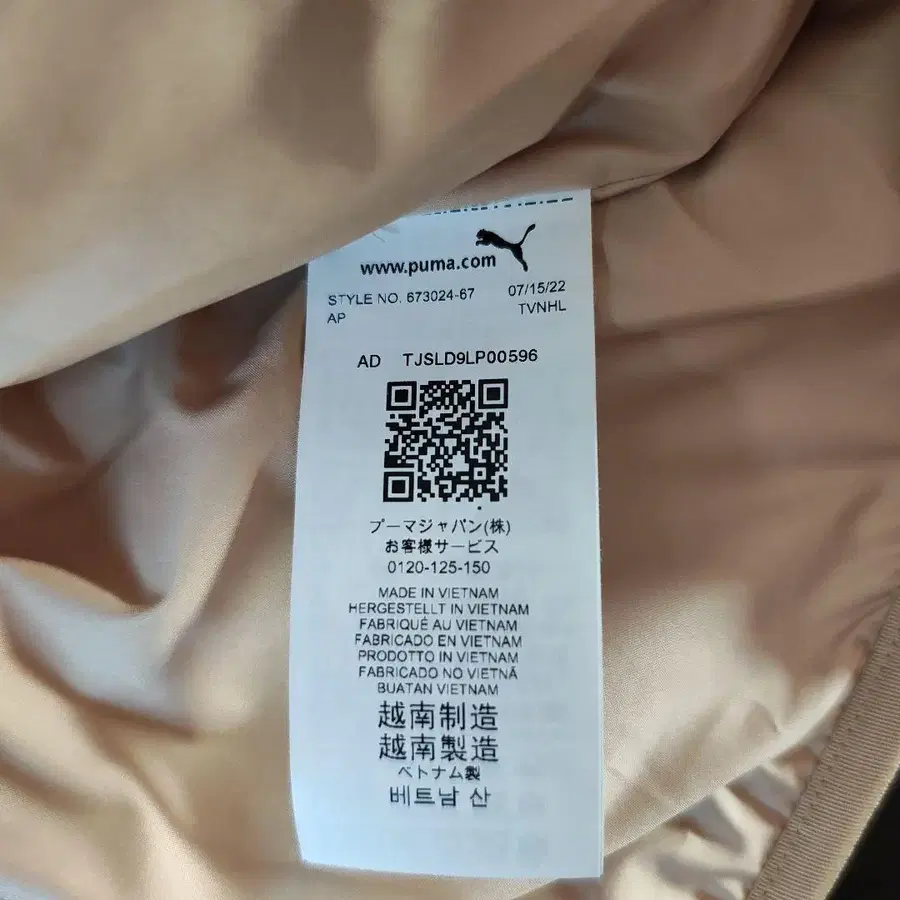 www.puma.com
STYLE NO. 673024-67 07/15/22
AP TVNHL
AD TJSLD9LP00596
プーマジャパン(株)
お客様サービス
0120-125-150
MADE IN VIETNAM
HERGESTELLT IN VIETNAM
FABRIQUÉ AU VIETNAM
FABRICADO EN VIETNAM
PRODOTTO IN VIETNAM
FABRICADO NO VIETNÃ
BUATAN VIETNAM
越南制造
越南製造
ベトナム製
베트남 산